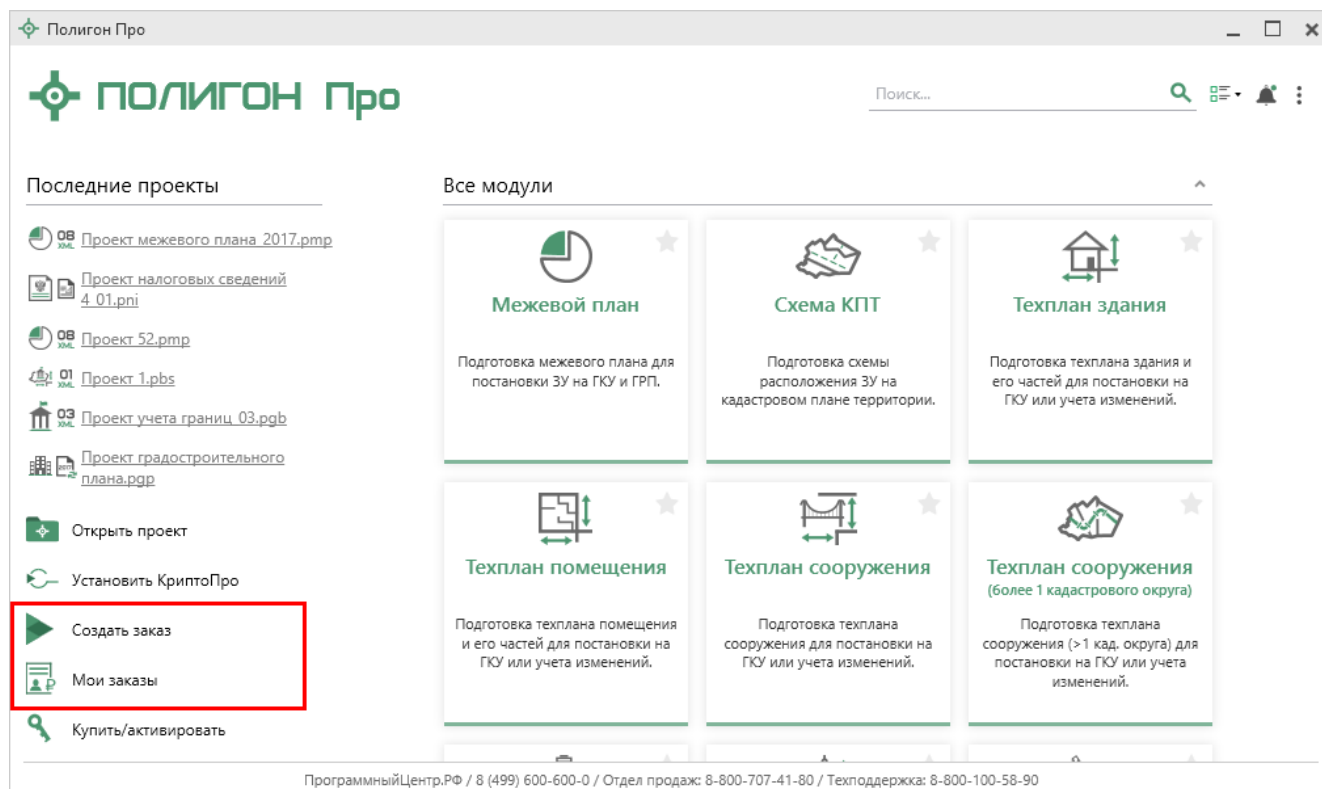 Полигон Про
ПОЛИГОН Про
Поиск...
Последние проекты
08 XML Проект межевого плана_2017.pmp
Проект налоговых сведений
4_01.pni
08 XML Проект 52.pmp
01 XML Проект 1.pbs
03 XML Проект учета границ_03.pgb
Проект градостроительного
плана.pgp
Открыть проект
Установить КриптоПро
Создать заказ
Мои заказы
Купить/активировать
Все модули
Межевой план
Подготовка межевого плана для
постановки ЗУ на ГКУ и ГРП.
Схема КПТ
Подготовка схемы
расположения ЗУ на
кадастровом плане территории.
Техплан здания
Подготовка техплана здания и
его частей для постановки на
ГКУ или учета изменений.
Техплан помещения
Подготовка техплана помещения
и его частей для постановки на
ГКУ или учета изменений.
Техплан сооружения
Подготовка техплана
сооружения для постановки на
ГКУ или учета изменений.
Техплан сооружения
(более 1 кадастрового округа)
Подготовка техплана
сооружения (>1 кад. округа) для
постановки на ГКУ или учета
изменений.
ПрограммныйЦентр.РФ / 8 (499) 600-600-0 / Отдел продаж: 8-800-707-41-80 / Техподдержка: 8-800-100-58-90